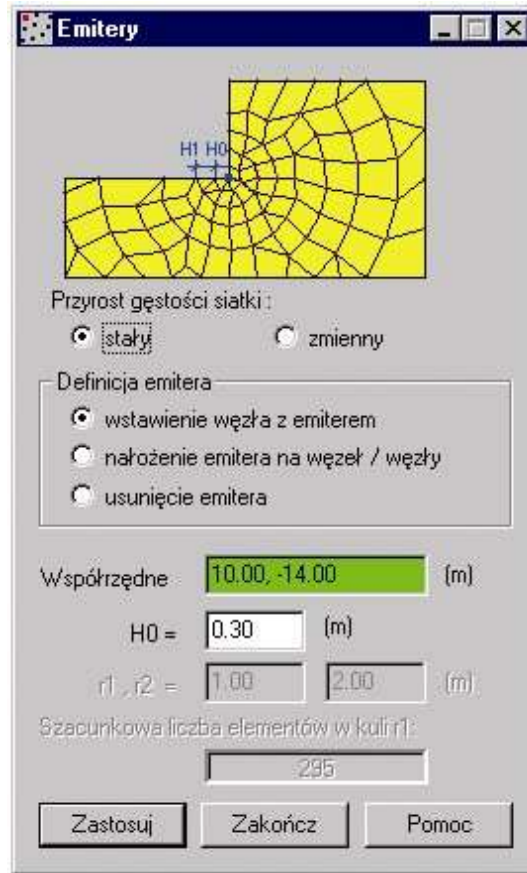 Emitery
H1 H0
Przyrost gęstości siatki :
stały zmienny
Definicja emitera
wstawienie węzła z emiterem
nałożenie emitera na węzeł / węzły
usunięcie emitera
Współrzędne 10.00, -14.00 (m)
H0 = 0.30 (m)
r1 , r2 = 1.00 2.00 (m)
Szacunkowa liczba elementów w kuli r1:
295
Zastosuj Zakończ Pomoc